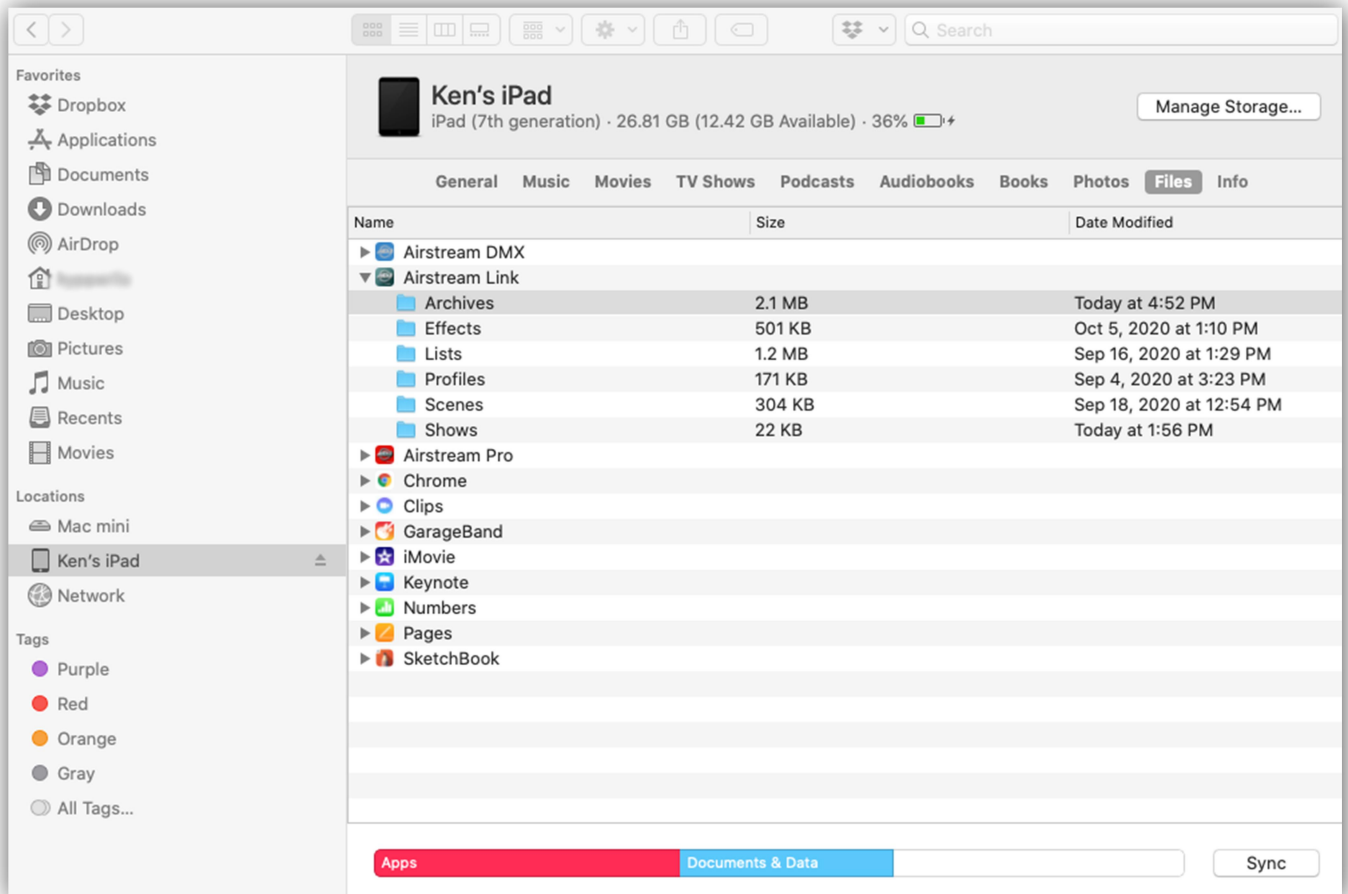 Search
Favorites
Dropbox
Applications
Documents
Downloads
AirDrop
Desktop
Pictures
Music
Recents
Movies
Locations
Mac mini
Ken's iPad
Network
Tags
Purple
Red
Orange
Gray
All Tags...
Ken's iPad
iPad (7th generation) · 26.81 GB (12.42 GB Available) · 36%
Manage Storage...
General Music Movies TV Shows Podcasts Audiobooks Books Photos Files Info
Name Size Date Modified
Airstream DMX
Airstream Link
Archives 2.1 MB Today at 4:52 PM
Effects 501 KB Oct 5, 2020 at 1:10 PM
Lists 1.2 MB Sep 16, 2020 at 1:29 PM
Profiles 171 KB Sep 4, 2020 at 3:23 PM
Scenes 304 KB Sep 18, 2020 at 12:54 PM
Shows 22 KB Today at 1:56 PM
Airstream Pro
Chrome
Clips
GarageBand
iMovie
Keynote
Numbers
Pages
SketchBook
Apps Documents & Data Sync